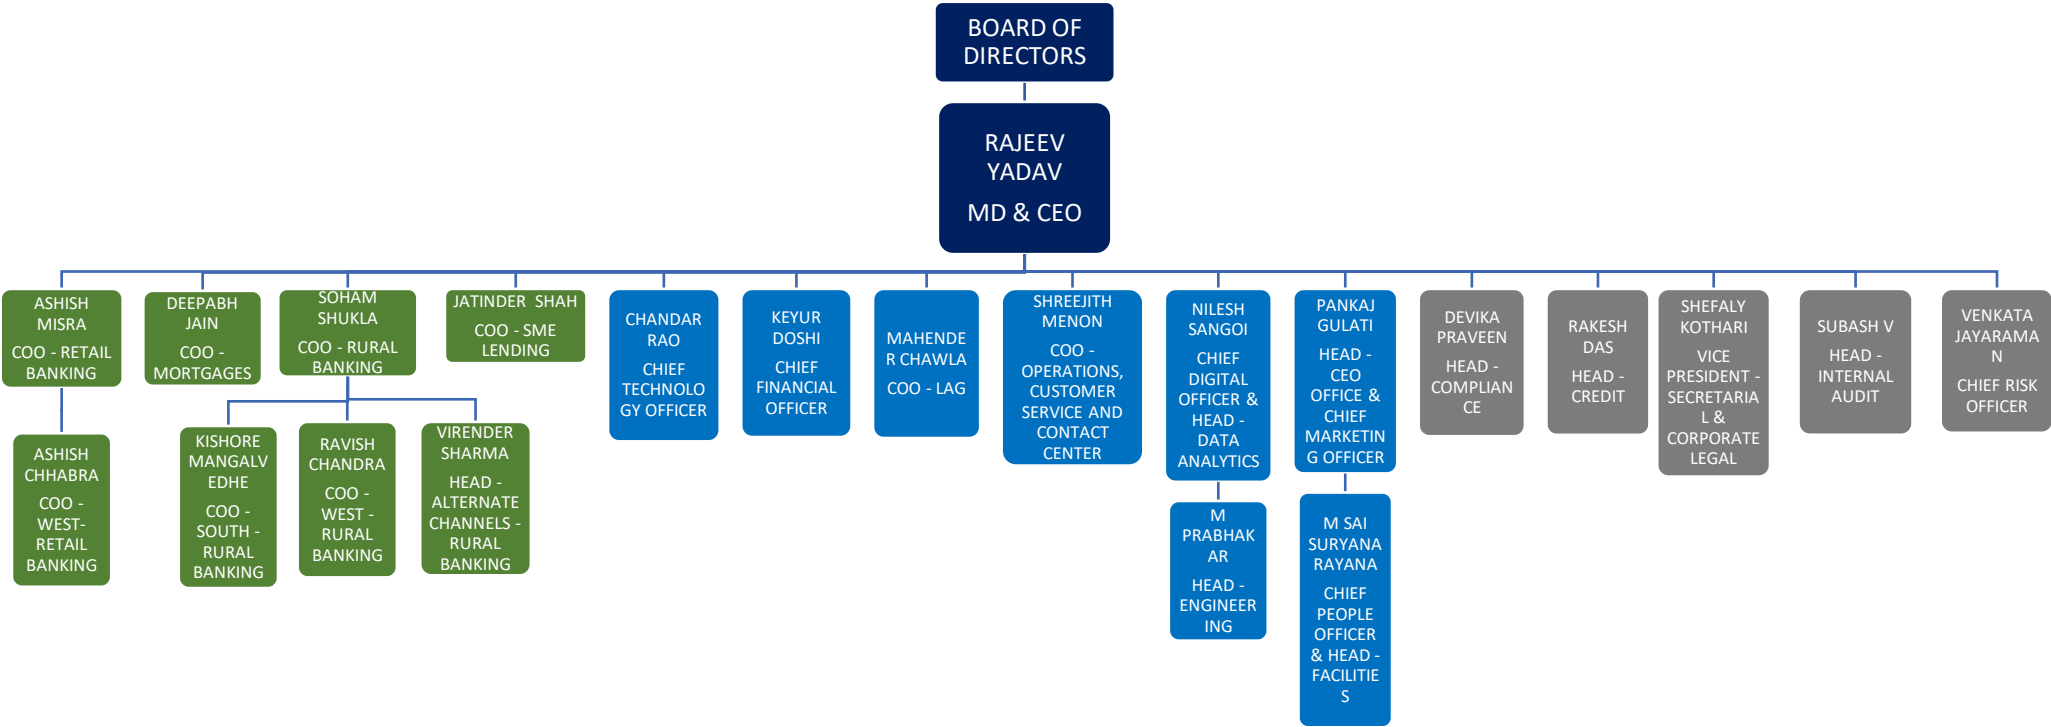 BOARD OF
DIRECTORS
RAJEEV
YADAV
MD & CEO
ASHISH
MISRA
COO - RETAIL
BANKING
DEEPABH
JAIN
COO -
MORTGAGES
SOHAM
SHUKLA
COO - RURAL
BANKING
JATINDER  SHAH
COO - SME
LENDING
CHANDAR
RAO
CHIEF
TECHNOLO
GY OFFICER
KEYUR
DOSHI
CHIEF
FINANCIAL
OFFICER
MAHENDE
R CHAWLA
COO - LAG
SHREEJITH
MENON
COO -
OPERATIONS,
CUSTOMER
SERVICE AND
CONTACT
CENTER
NILESH
SANGOI
CHIEF
DIGITAL
OFFICER &
HEAD -
DATA
ANALYTICS
PANKAJ
GULATI
HEAD -
CEO
OFFICE &
CHIEF
MARKETIN
G OFFICER
DEVIKA
PRAVEEN
HEAD -
COMPLIAN
CE
RAKESH
DAS
HEAD -
CREDIT
SHEFALY
KOTHARI
VICE
PRESIDENT -
SECRETARIA
L &
CORPORATE
LEGAL
SUBASH V
HEAD -
INTERNAL
AUDIT
VENKATA
JAYARAMA
N
CHIEF RISK
OFFICER
ASHISH
CHHABRA
COO -
WEST-
RETAIL
BANKING
KISHORE
MANGALV
EDHE
COO -
SOUTH -
RURAL
BANKING
RAVISH
CHANDRA
COO -
WEST -
RURAL
BANKING
VIRENDER
SHARMA
HEAD -
ALTERNATE
CHANNELS -
RURAL
BANKING
M
PRABHAK
AR
HEAD -
ENGINEER
ING
M SAI
SURYANA
RAYANA
CHIEF
PEOPLE
OFFICER
& HEAD -
FACILITIE
S